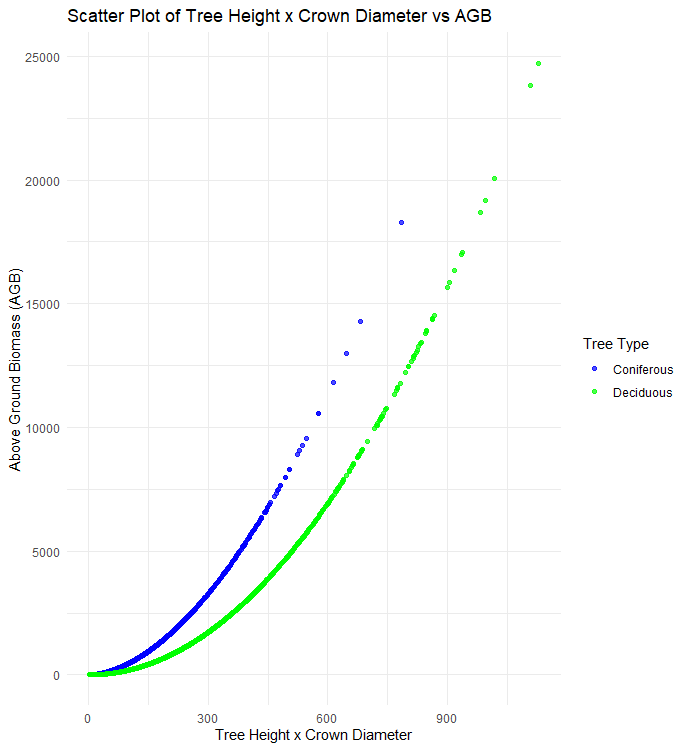 Scatter Plot of Tree Height x Crown Diameter vs AGB
Above Ground Biomass (AGB)
25000
20000
15000
10000
5000
0
0 300 600 900
Tree Height x Crown Diameter
Tree Type
Coniferous
Deciduous